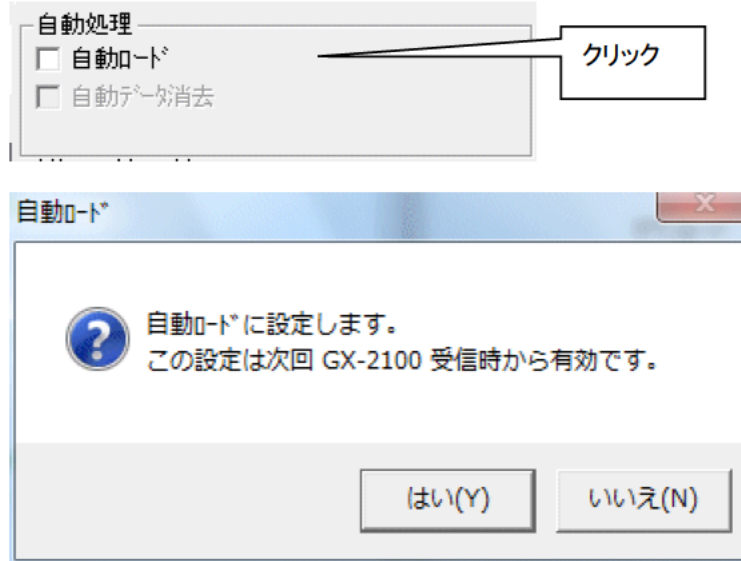 自動処理
自動ﾛｰﾄﾞ
クリック
自動ﾃﾞｰﾀ消去
自動ﾛｰﾄﾞ
自動ﾛｰﾄﾞに設定します。
この設定は次回 GX-2100 受信時から有効です。
はい(Y)
いいえ(N)